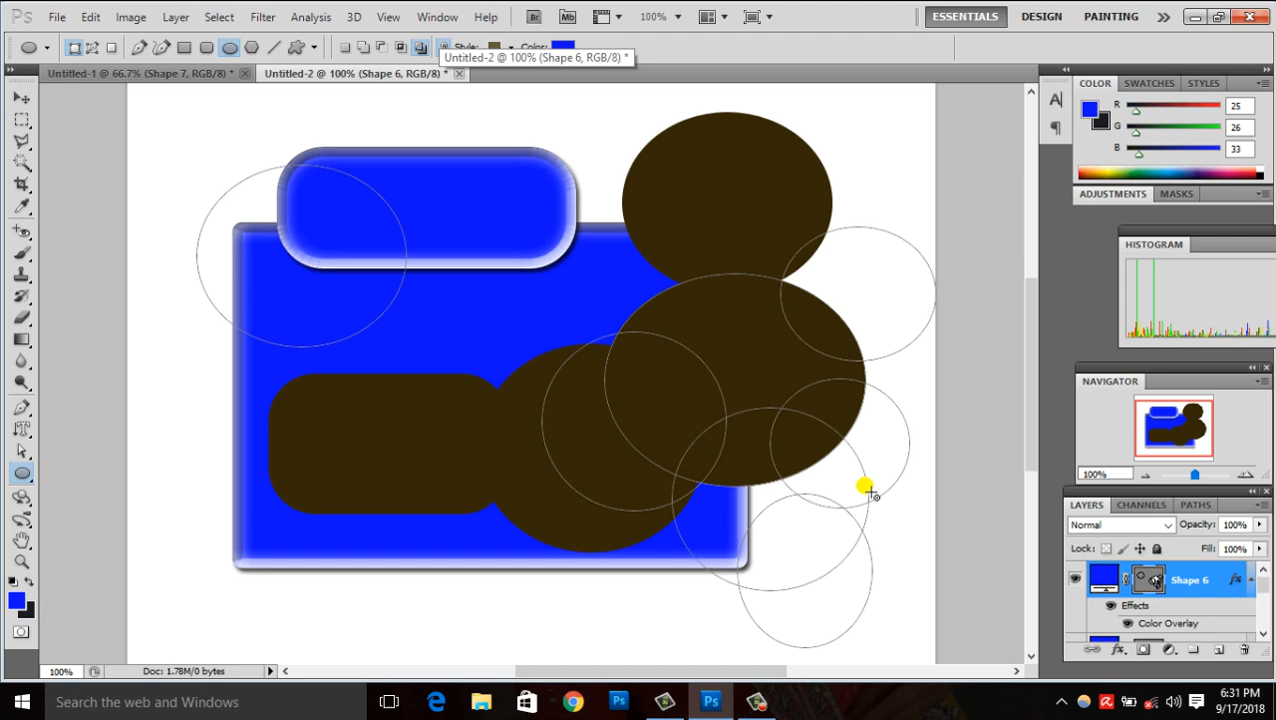 Ps File Edit Image Layer Select Filter Analysis 3D View Window Help Br Mb 100% ESSENTIALS DESIGN PAINTING
Style: Color:
Untitled-2 @ 100% (Shape 6, RGB/8) *
Untitled-1 @ 66.7% (Shape 7, RGB/8) * Untitled-2 @ 100% (Shape 6, RGB/8) *
COLOR SWATCHES STYLES
R 25
G 26
B 33
ADJUSTMENTS MASKS
HISTOGRAM
NAVIGATOR
100%
LAYERS CHANNELS PATHS
Normal Opacity: 100%
Lock: Fill: 100%
Shape 6 fx
Effects
Color Overlay
100% Doc: 1.78M/0 bytes
Search the web and Windows
6:31 PM
9/17/2018